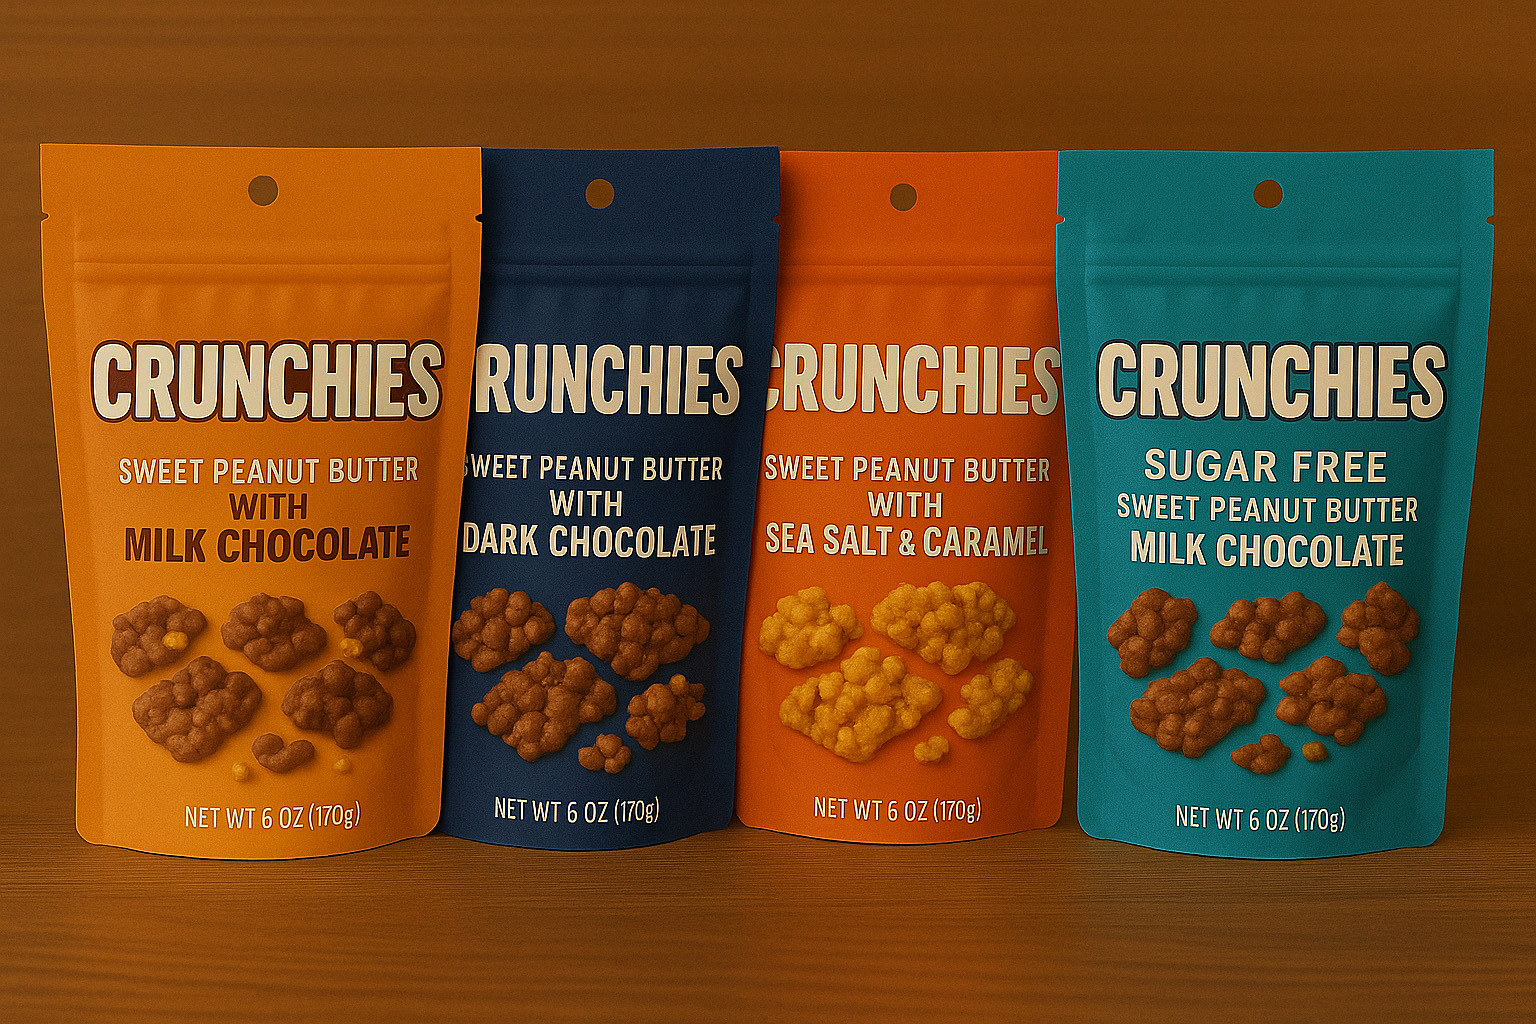 CRUNCHIES
SWEET PEANUT BUTTER
WITH
MILK CHOCOLATE
NET WT 6 OZ (170g)
RUNCHIES
SWEET PEANUT BUTTER
WITH
DARK CHOCOLATE
NET WT 6 OZ (170g)
CRUNCHIES
SWEET PEANUT BUTTER
WITH
SEA SALT & CARAMEL
NET WT 6 OZ (170g)
CRUNCHIES
SUGAR FREE
SWEET PEANUT BUTTER
MILK CHOCOLATE
NET WT 6 OZ (170g)